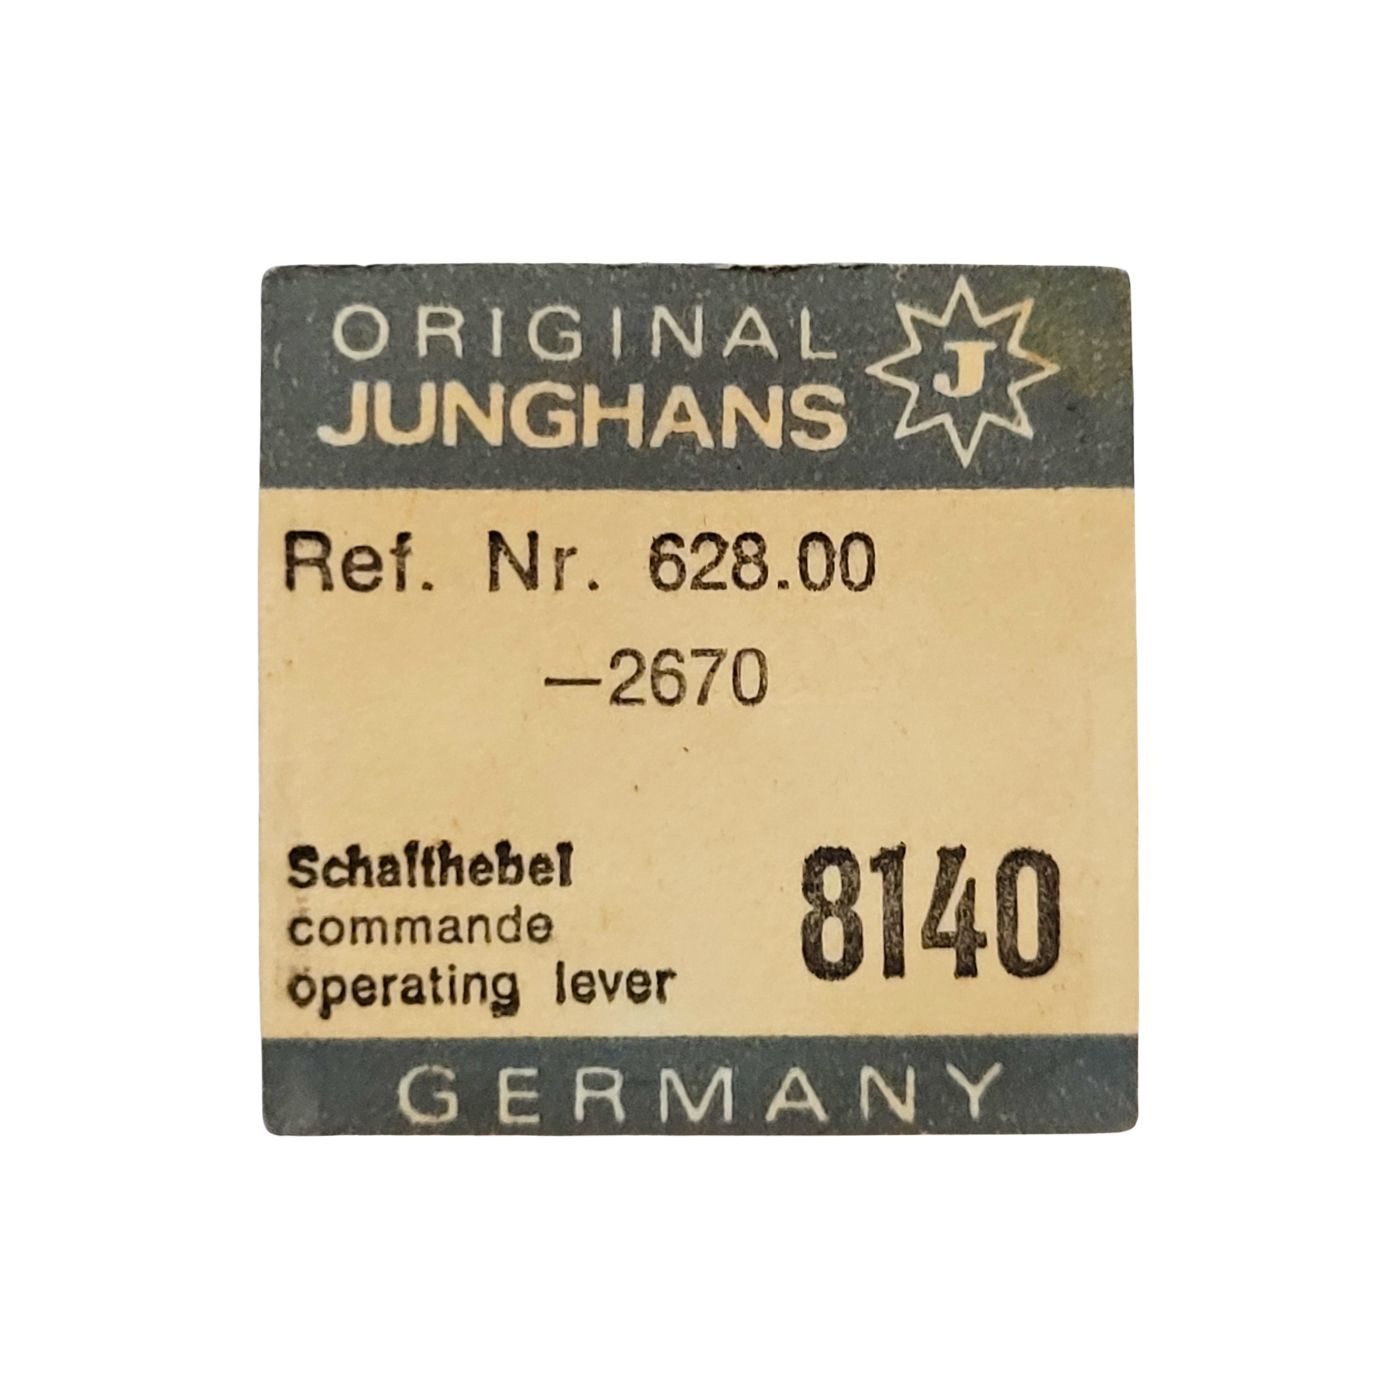 ORIGINAL
JUNGHANS
J
Ref. Nr. 628.00
—2670
Schalthebel
commande
operating lever
8140
GERMANY